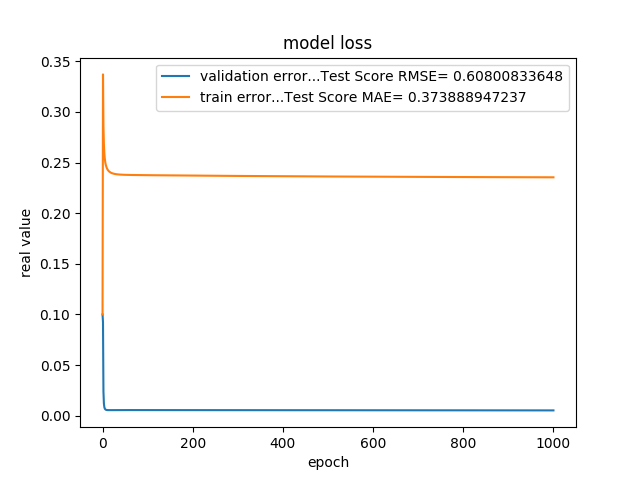 model loss
validation error...Test Score RMSE= 0.60800833648
train error...Test Score MAE= 0.373888947237
real value
0.35
0.30
0.25
0.20
0.15
0.10
0.05
0.00
0 200 400 600 800 1000
epoch